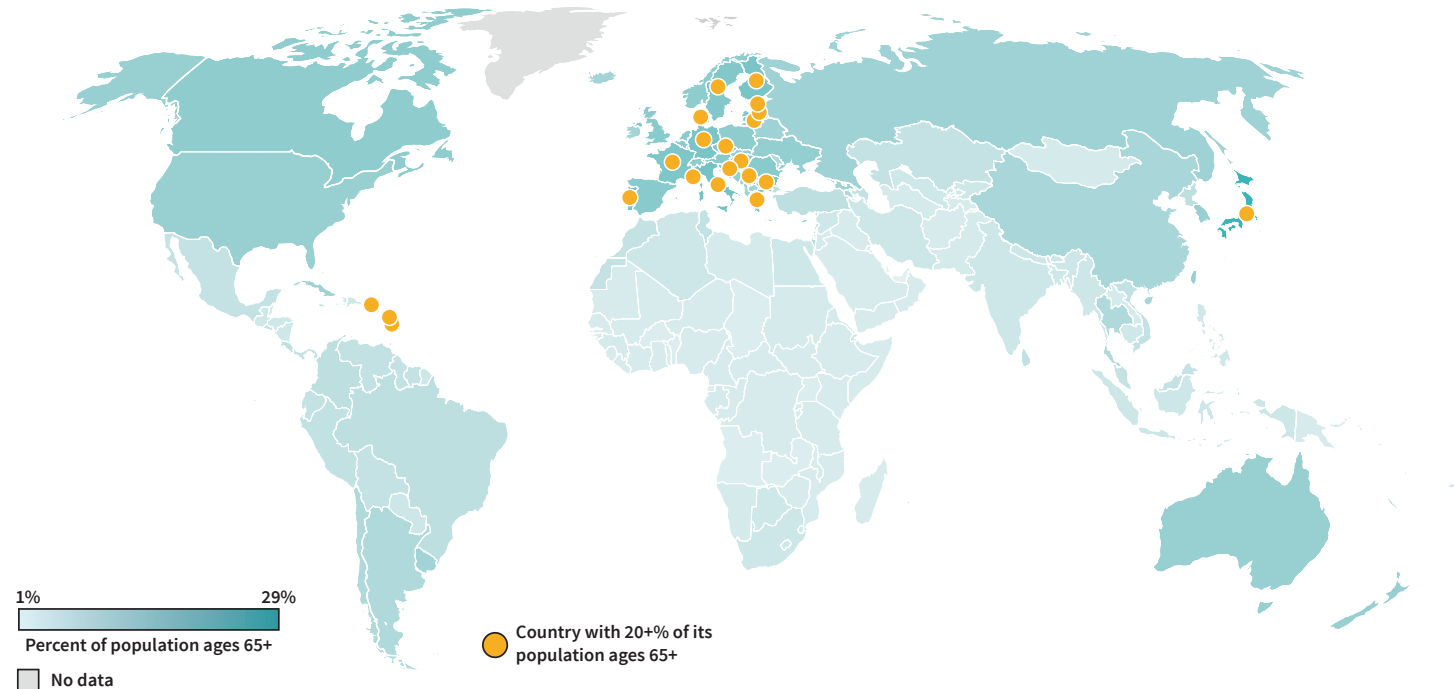 1% 29%
Percent of population ages 65+
No data
Country with 20+% of its
population ages 65+